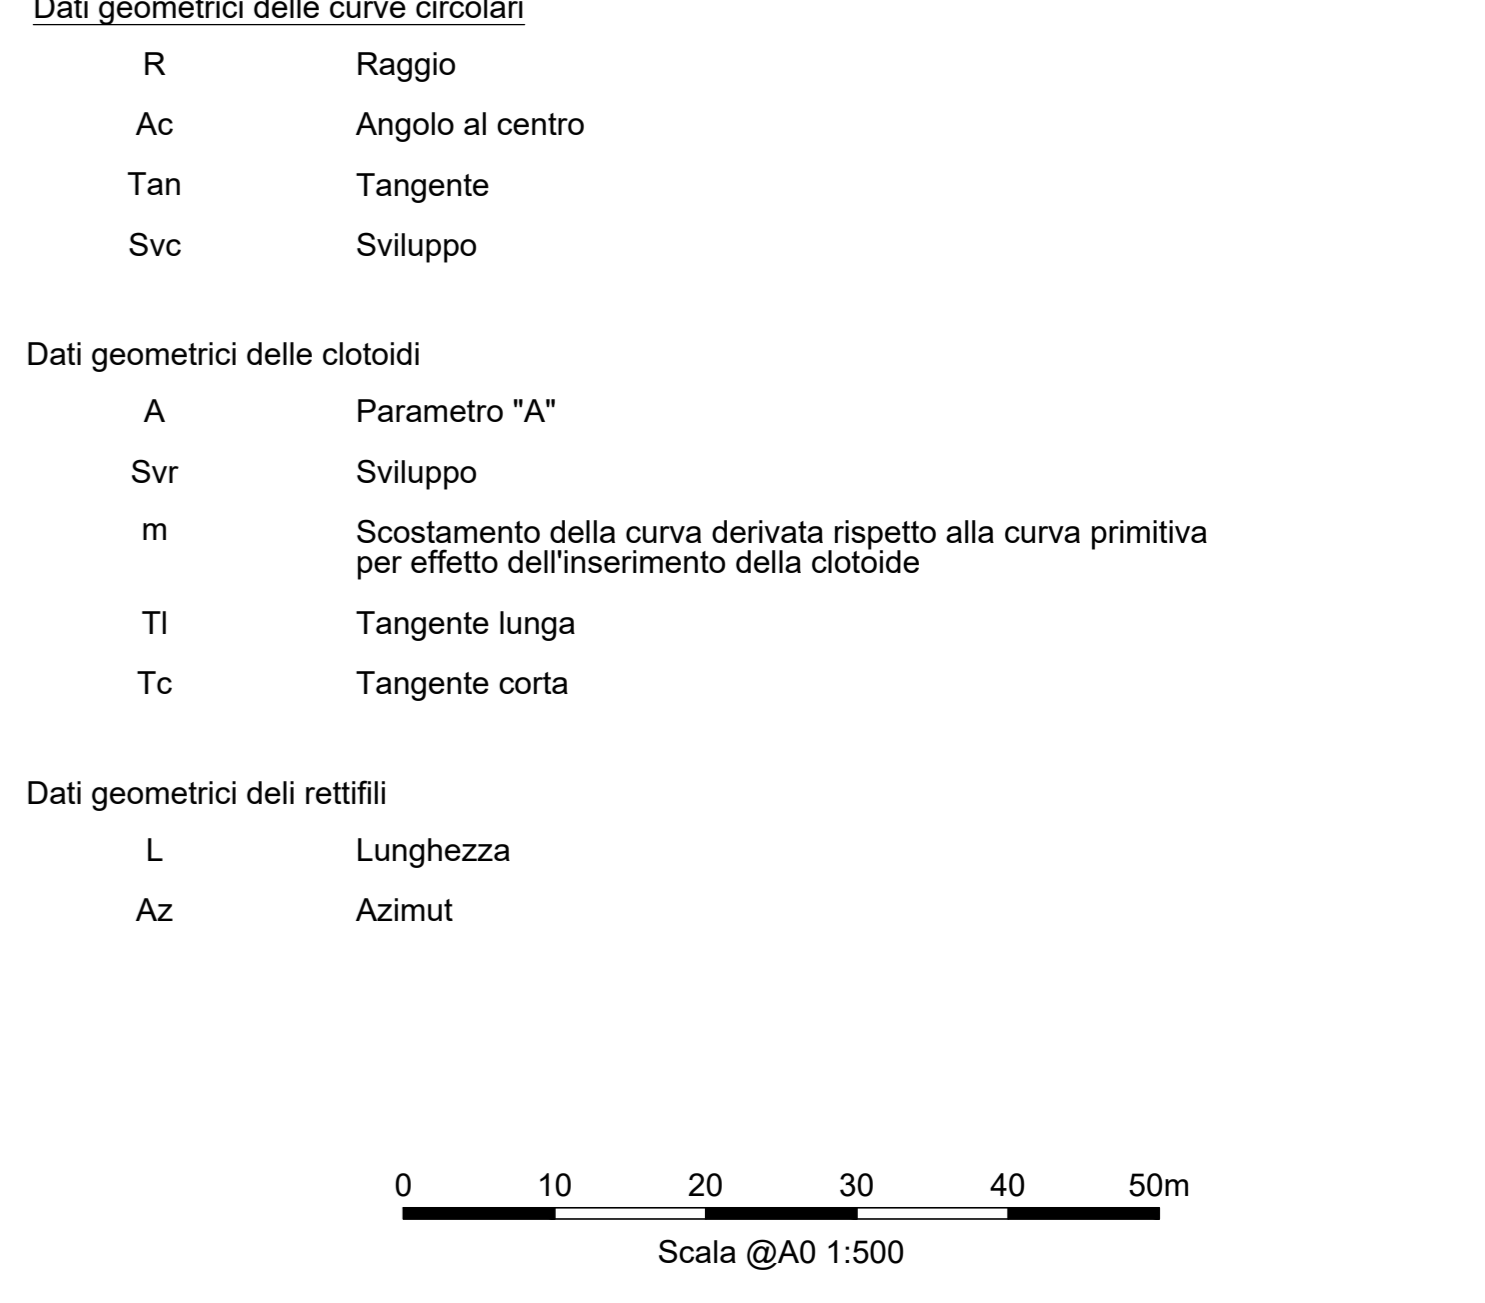 Dati geometrici delle curve circolari
R Raggio
Ac Angolo al centro
Tan Tangente
Svc Sviluppo
Dati geometrici delle clotoidi
A Parametro "A"
Svr Sviluppo
m Scostamento della curva derivata rispetto alla curva primitiva
per effetto dell'inserimento della clotoide
Tl Tangente lunga
Tc Tangente corta
Dati geometrici deli rettifili
L Lunghezza
Az Azimut
0 10 20 30 40 50m
Scala @A0 1:500